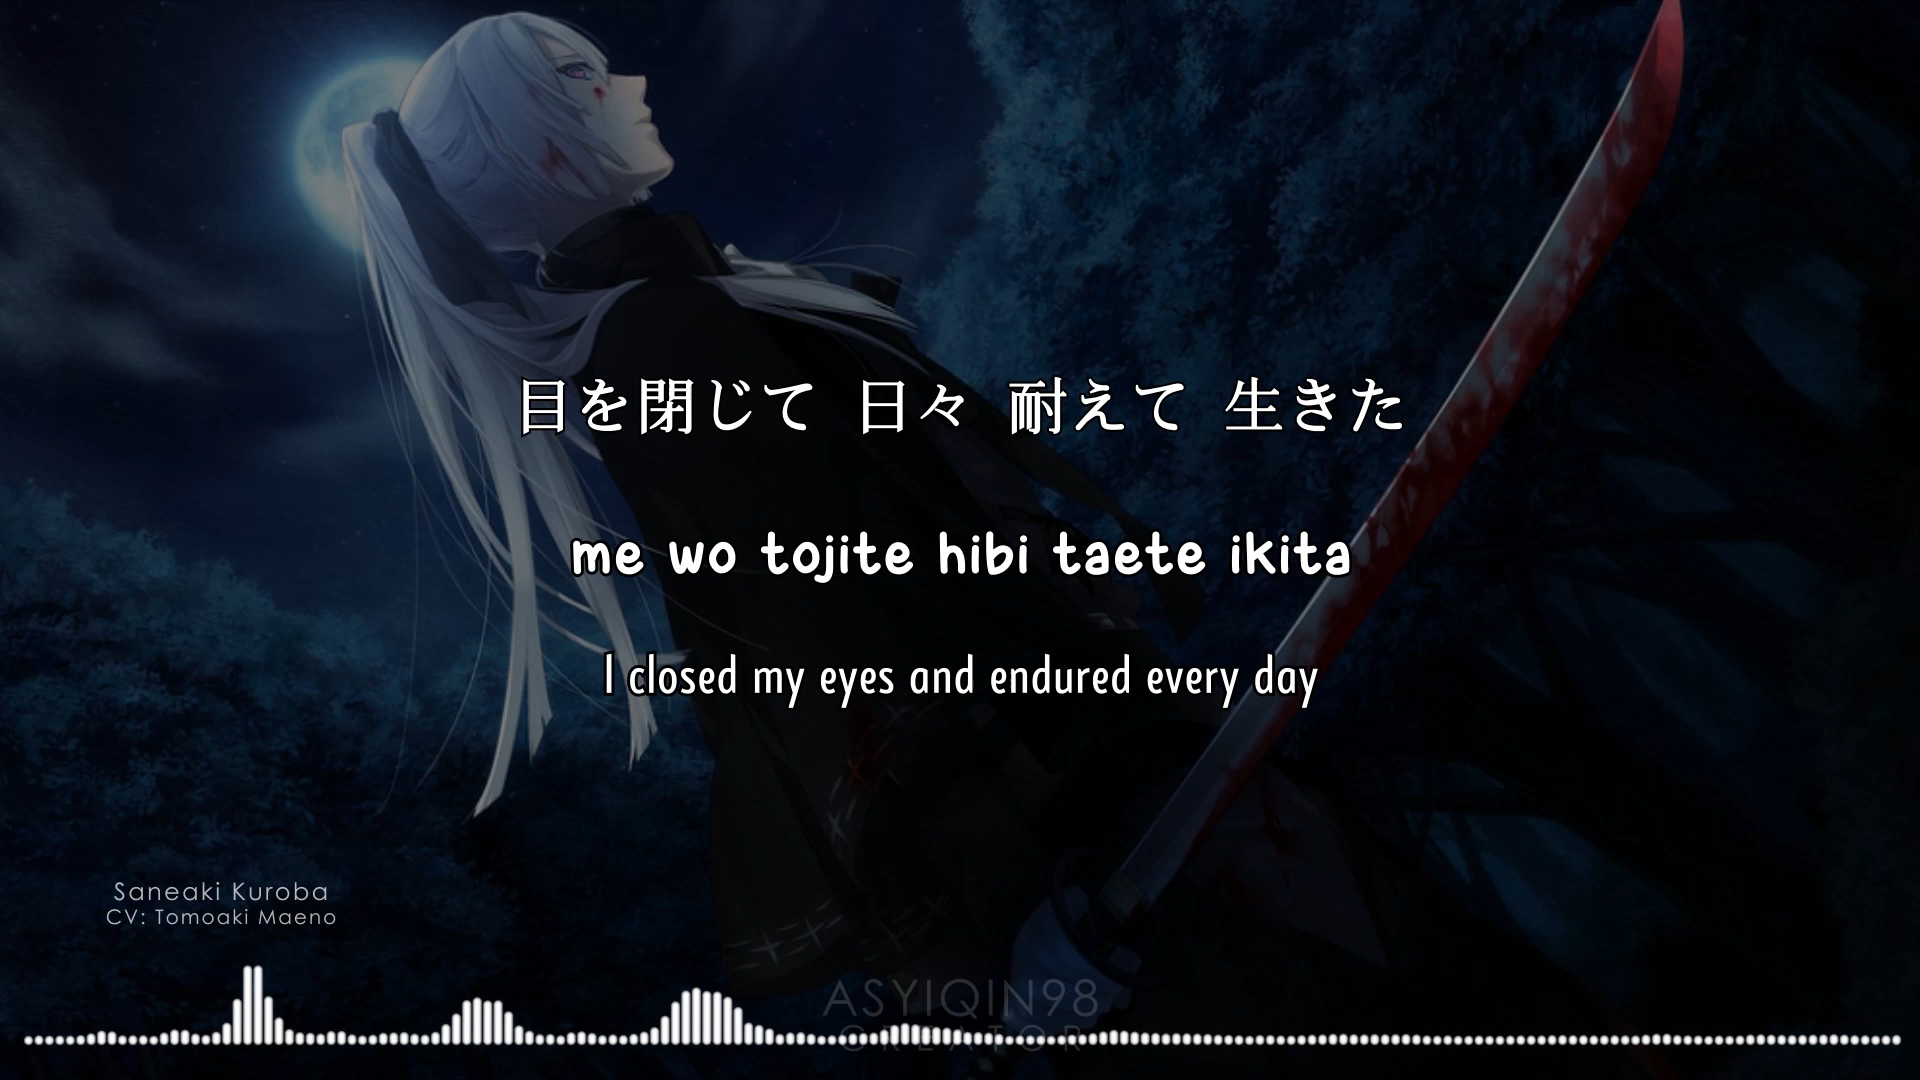 目を閉じて 日々 耐えて 生きた
me wo tojite hibi taete ikita
I closed my eyes and endured every day
Saneaki Kuroba
CV: Tomoaki Maeno
ASYIQIN98
CREATOR